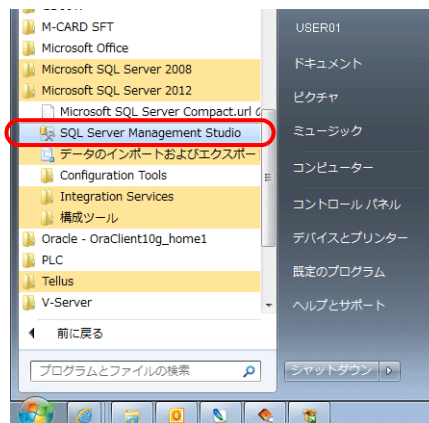 M-CARD SFT
Microsoft Office
Microsoft SQL Server 2008
Microsoft SQL Server 2012
Microsoft SQL Server Compact.url
SQL Server Management Studio
データのインポートおよびエクスポー
Configuration Tools
Integration Services
構成ツール
Oracle - OraClient10g_home1
PLC
Tellus
V-Server
前に戻る
プログラムとファイルの検索
USER01
ドキュメント
ピクチャ
ミュージック
コンピューター
コントロール パネル
デバイスとプリンター
既定のプログラム
ヘルプとサポート
シャットダウン